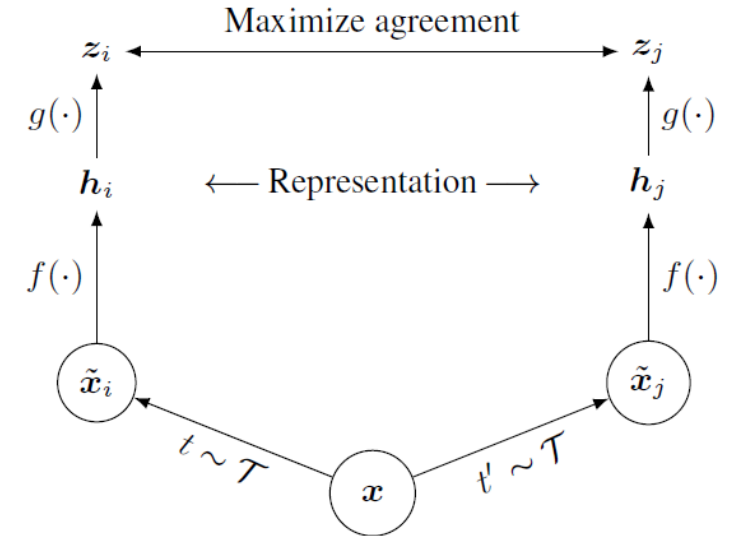 Maximize agreement
z_i z_j
g(·) g(·)
h_i ← Representation → h_j
f(·) f(·)
x̃_i x̃_j
t ∼ 𝒯 t′ ∼ 𝒯
x